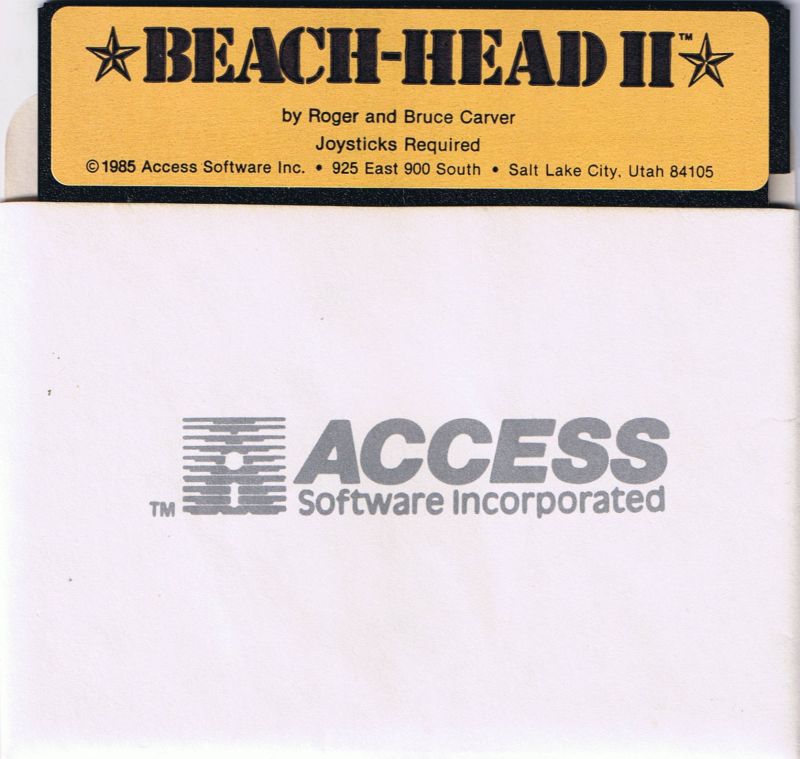 BEACH-HEAD II™
by Roger and Bruce Carver
Joysticks Required
©1985 Access Software Inc. • 925 East 900 South • Salt Lake City, Utah 84105
ACCESS
TM Software Incorporated